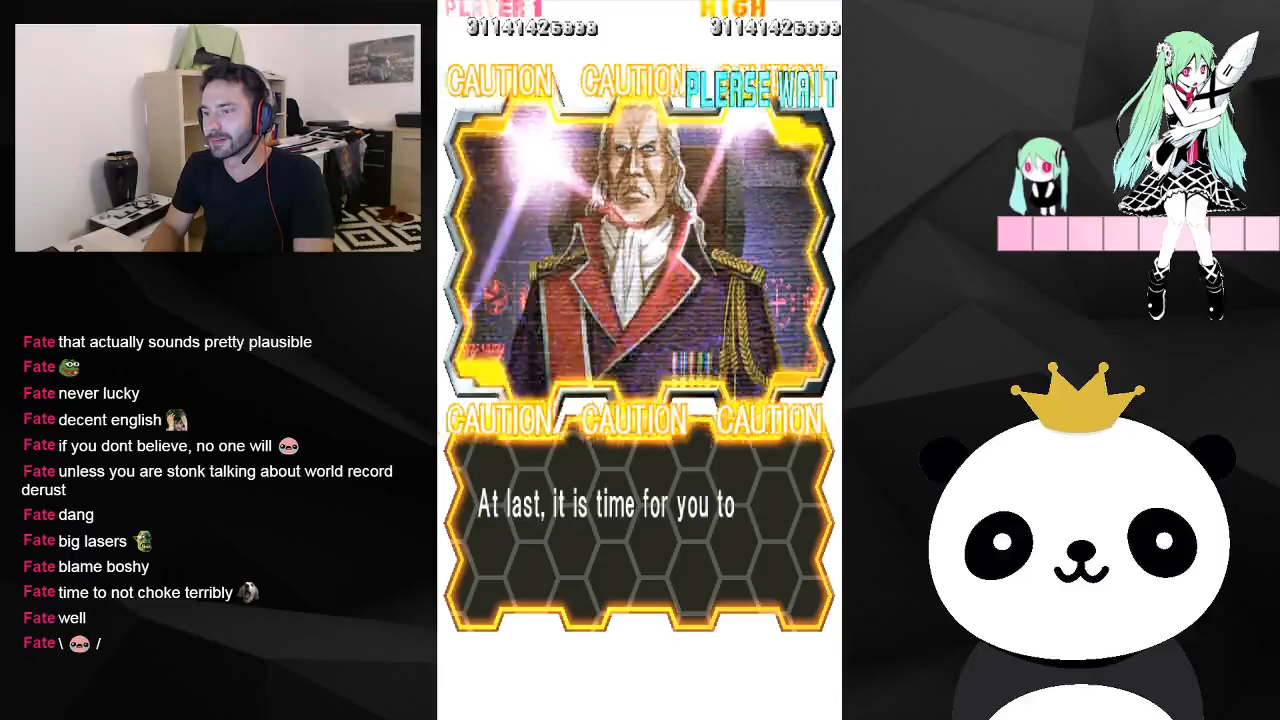 PLAYER1 HIGH
CAUTION CAUTION CAUTION
PLEASE WAIT
CAUTION CAUTION CAUTION
At last, it is time for you to
Fate that actually sounds pretty plausible
Fate
Fate never lucky
Fate decent english
Fate if you dont believe, no one will
Fate unless you are stonk talking about world record
derust
Fate dang
Fate big lasers
Fate blame boshy
Fate time to not choke terribly
Fate well
Fate \ /